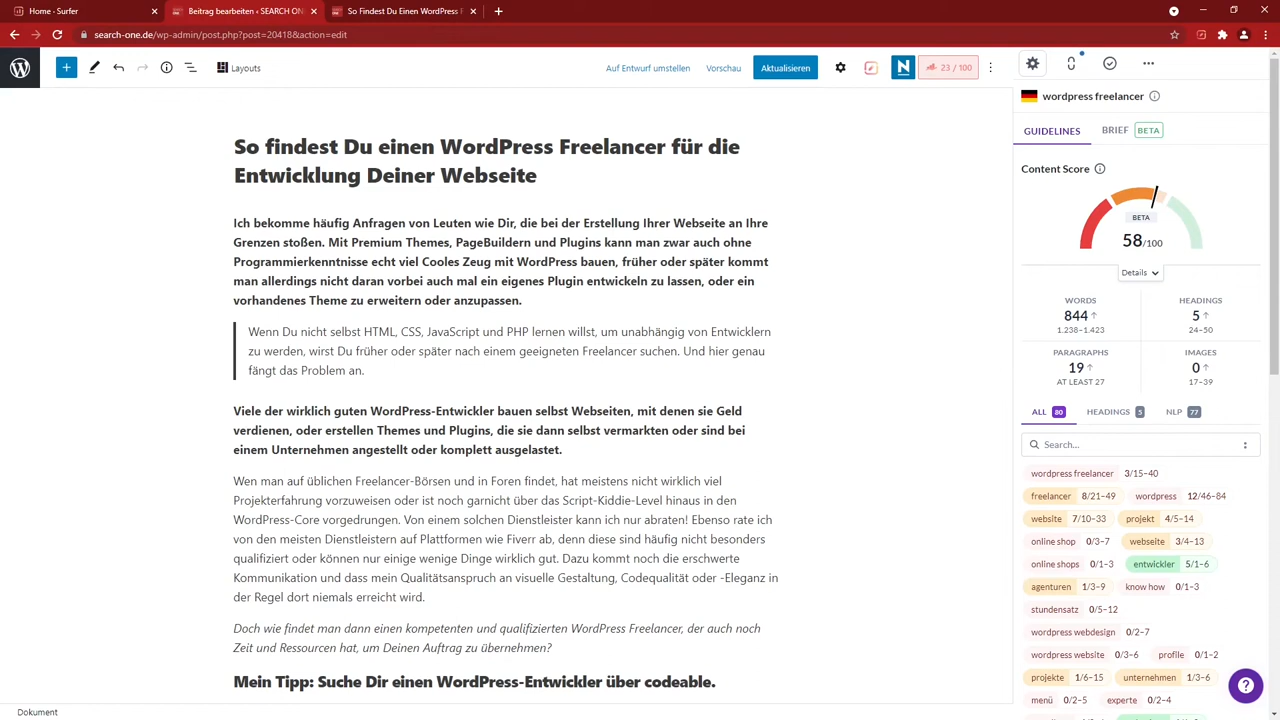 Home - Surfer
Beitrag bearbeiten ‹ SEARCH ON
So Findest Du Einen WordPress F
search-one.de/wp-admin/post.php?post=20418&action=edit
Layouts
Auf Entwurf umstellen
Vorschau
Aktualisieren
23 / 100
So findest Du einen WordPress Freelancer für die
Entwicklung Deiner Webseite
Ich bekomme häufig Anfragen von Leuten wie Dir, die bei der Erstellung Ihrer Webseite an Ihre
Grenzen stoßen. Mit Premium Themes, PageBuildern und Plugins kann man zwar auch ohne
Programmierkenntnisse echt viel Cooles Zeug mit WordPress bauen, früher oder später kommt
man allerdings nicht daran vorbei auch mal ein eigenes Plugin entwickeln zu lassen, oder ein
vorhandenes Theme zu erweitern oder anzupassen.
Wenn Du nicht selbst HTML, CSS, JavaScript und PHP lernen willst, um unabhängig von Entwicklern
zu werden, wirst Du früher oder später nach einem geeigneten Freelancer suchen. Und hier genau
fängt das Problem an.
Viele der wirklich guten WordPress-Entwickler bauen selbst Webseiten, mit denen sie Geld
verdienen, oder erstellen Themes und Plugins, die sie dann selbst vermarkten oder sind bei
einem Unternehmen angestellt oder komplett ausgelastet.
Wen man auf üblichen Freelancer-Börsen und in Foren findet, hat meistens nicht wirklich viel
Projekterfahrung vorzuweisen oder ist noch garnicht über das Script-Kiddie-Level hinaus in den
WordPress-Core vorgedrungen. Von einem solchen Dienstleister kann ich nur abraten! Ebenso rate ich
von den meisten Dienstleistern auf Plattformen wie Fiverr ab, denn diese sind häufig nicht besonders
qualifiziert oder können nur einige wenige Dinge wirklich gut. Dazu kommt noch die erschwerte
Kommunikation und dass mein Qualitätsanspruch an visuelle Gestaltung, Codequalität oder -Eleganz in
der Regel dort niemals erreicht wird.
Doch wie findet man dann einen kompetenten und qualifizierten WordPress Freelancer, der auch noch
Zeit und Ressourcen hat, um Deinen Auftrag zu übernehmen?
Mein Tipp: Suche Dir einen WordPress-Entwickler über codeable.
Dokument
wordpress freelancer
GUIDELINES
BRIEF BETA
Content Score
BETA
58/100
Details
WORDS
844
1.238–1.423
HEADINGS
5
24–50
PARAGRAPHS
19
AT LEAST 27
IMAGES
0
17–39
ALL 80
HEADINGS 5
NLP 77
Search...
wordpress freelancer 3/15–40
freelancer 8/21–49 wordpress 12/46–84
website 7/10–33 projekt 4/5–14
online shop 0/3–7 webseite 3/4–13
online shops 0/1–3 entwickler 5/1–6
agenturen 1/3–9 know how 0/1–3
stundensatz 0/5–12
wordpress webdesign 0/2–7
wordpress website 0/3–6 profile 0/1–2
projekte 1/6–15 unternehmen 1/3–6
menü 0/2–5 experte 0/2–4